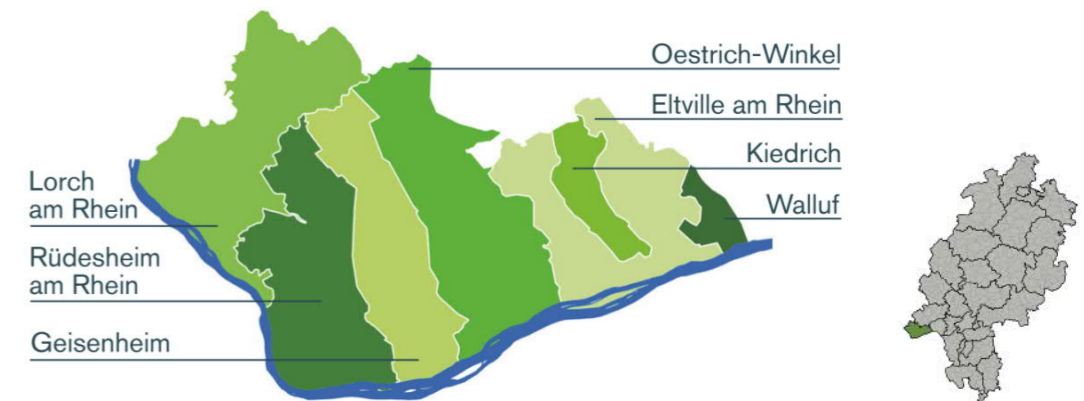 Oestrich-Winkel
Eltville am Rhein
Kiedrich
Walluf
Lorch
am Rhein
Rüdesheim
am Rhein
Geisenheim